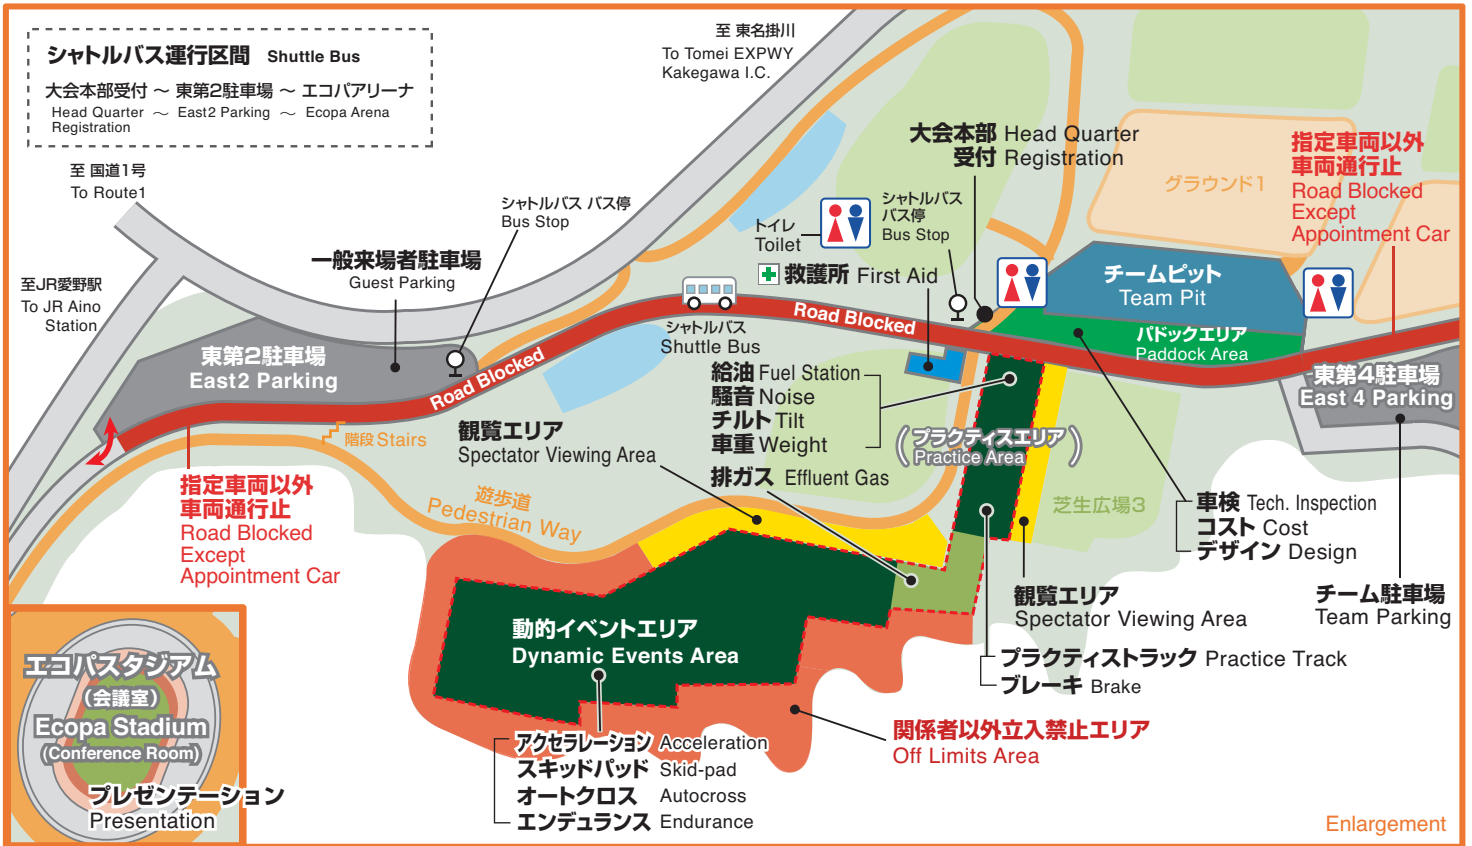 シャトルバス運行区間 Shuttle Bus
大会本部受付 ～ 東第2駐車場 ～ エコパアリーナ
Head Quarter ～ East2 Parking ～ Ecopa Arena
Registration
至 東名掛川
To Tomei EXPWY
Kakegawa I.C.
至 国道1号
To Route1
至JR愛野駅
To JR Aino
Station
シャトルバス バス停
Bus Stop
一般来場者駐車場
Guest Parking
東第2駐車場
East2 Parking
Road Blocked
階段 Stairs
指定車両以外
車両通行止
Road Blocked
Except
Appointment Car
遊歩道
Pedestrian Way
シャトルバス
Shuttle Bus
Road Blocked
トイレ
Toilet
シャトルバス
バス停
Bus Stop
救護所 First Aid
大会本部 Head Quarter
受付 Registration
グラウンド1
指定車両以外
車両通行止
Road Blocked
Except
Appointment Car
チームピット
Team Pit
パドックエリア
Paddock Area
東第4駐車場
East 4 Parking
給油 Fuel Station
騒音 Noise
チルト Tilt
車重 Weight
排ガス Effluent Gas
観覧エリア
Spectator Viewing Area
(プラクティスエリア)
Practice Area
芝生広場3
車検 Tech. Inspection
コスト Cost
デザイン Design
チーム駐車場
Team Parking
観覧エリア
Spectator Viewing Area
プラクティストラック Practice Track
ブレーキ Brake
動的イベントエリア
Dynamic Events Area
アクセラレーション Acceleration
スキッドパッド Skid-pad
オートクロス Autocross
エンデュランス Endurance
関係者以外立入禁止エリア
Off Limits Area
エコパスタジアム
(会議室)
Ecopa Stadium
(Conference Room)
プレゼンテーション
Presentation
Enlargement